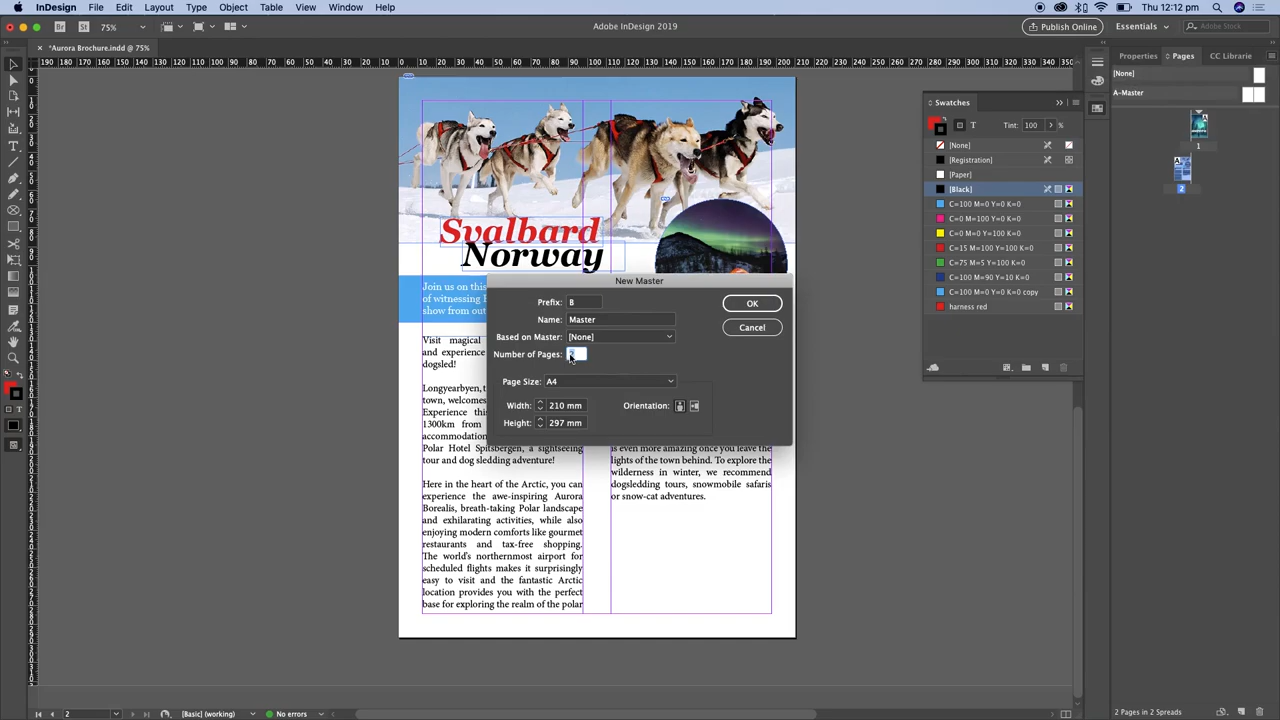 InDesign File Edit Layout Type Object Table View Window Help
Thu 12:12 pm
Br St 75%
Adobe InDesign 2019
Publish Online
Essentials
Adobe Stock
*Aurora Brochure.indd @ 75%
Properties Pages CC Librarie
[None]
A-Master
A
1
A
2
2 Pages in 2 Spreads
Swatches
T Tint: 100 %
[None]
[Registration]
[Paper]
[Black]
C=100 M=0 Y=0 K=0
C=0 M=100 Y=0 K=0
C=0 M=0 Y=100 K=0
C=15 M=100 Y=100 K=0
C=75 M=5 Y=100 K=0
C=100 M=90 Y=10 K=0
C=100 M=0 Y=0 K=0 copy
harness red
Svalbard
Norway
Join us on this
of witnessing
show from out
New Master
Prefix: B
Name: Master
Based on Master: [None]
Number of Pages:
Page Size: A4
Width: 210 mm
Orientation:
Height: 297 mm
OK
Cancel
Visit magical
and experience
dogsled!
Longyearbyen, t
town, welcomes
Experience this
1300km from
accommodation
Polar Hotel Spitsbergen, a sightseeing
tour and dog sledding adventure!
Here in the heart of the Arctic, you can
experience the awe-inspiring Aurora
Borealis, breath-taking Polar landscape
and exhilarating activities, while also
enjoying modern comforts like gourmet
restaurants and tax-free shopping.
The world's northernmost airport for
scheduled flights makes it surprisingly
easy to visit and the fantastic Arctic
location provides you with the perfect
base for exploring the realm of the polar
is even more amazing once you leave the
lights of the town behind. To explore the
wilderness in winter, we recommend
dogsledding tours, snowmobile safaris
or snow-cat adventures.
2
[Basic] (working)
No errors